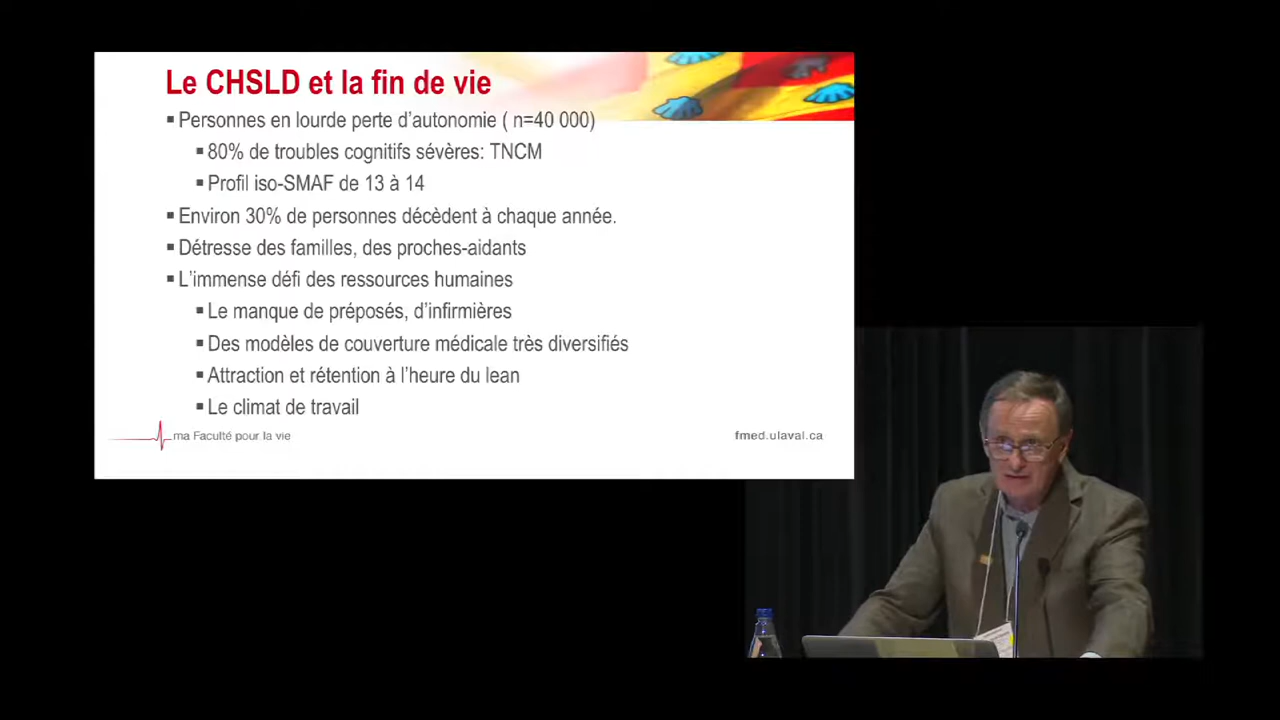 Le CHSLD et la fin de vie
▪Personnes en lourde perte d'autonomie ( n=40 000)
▪80% de troubles cognitifs sévères: TNCM
▪Profil iso-SMAF de 13 à 14
▪Environ 30% de personnes décèdent à chaque année.
▪Détresse des familles, des proches-aidants
▪L'immense défi des ressources humaines
▪Le manque de préposés, d'infirmières
▪Des modèles de couverture médicale très diversifiés
▪Attraction et rétention à l'heure du lean
▪Le climat de travail
ma Faculté pour la vie
fmed.ulaval.ca